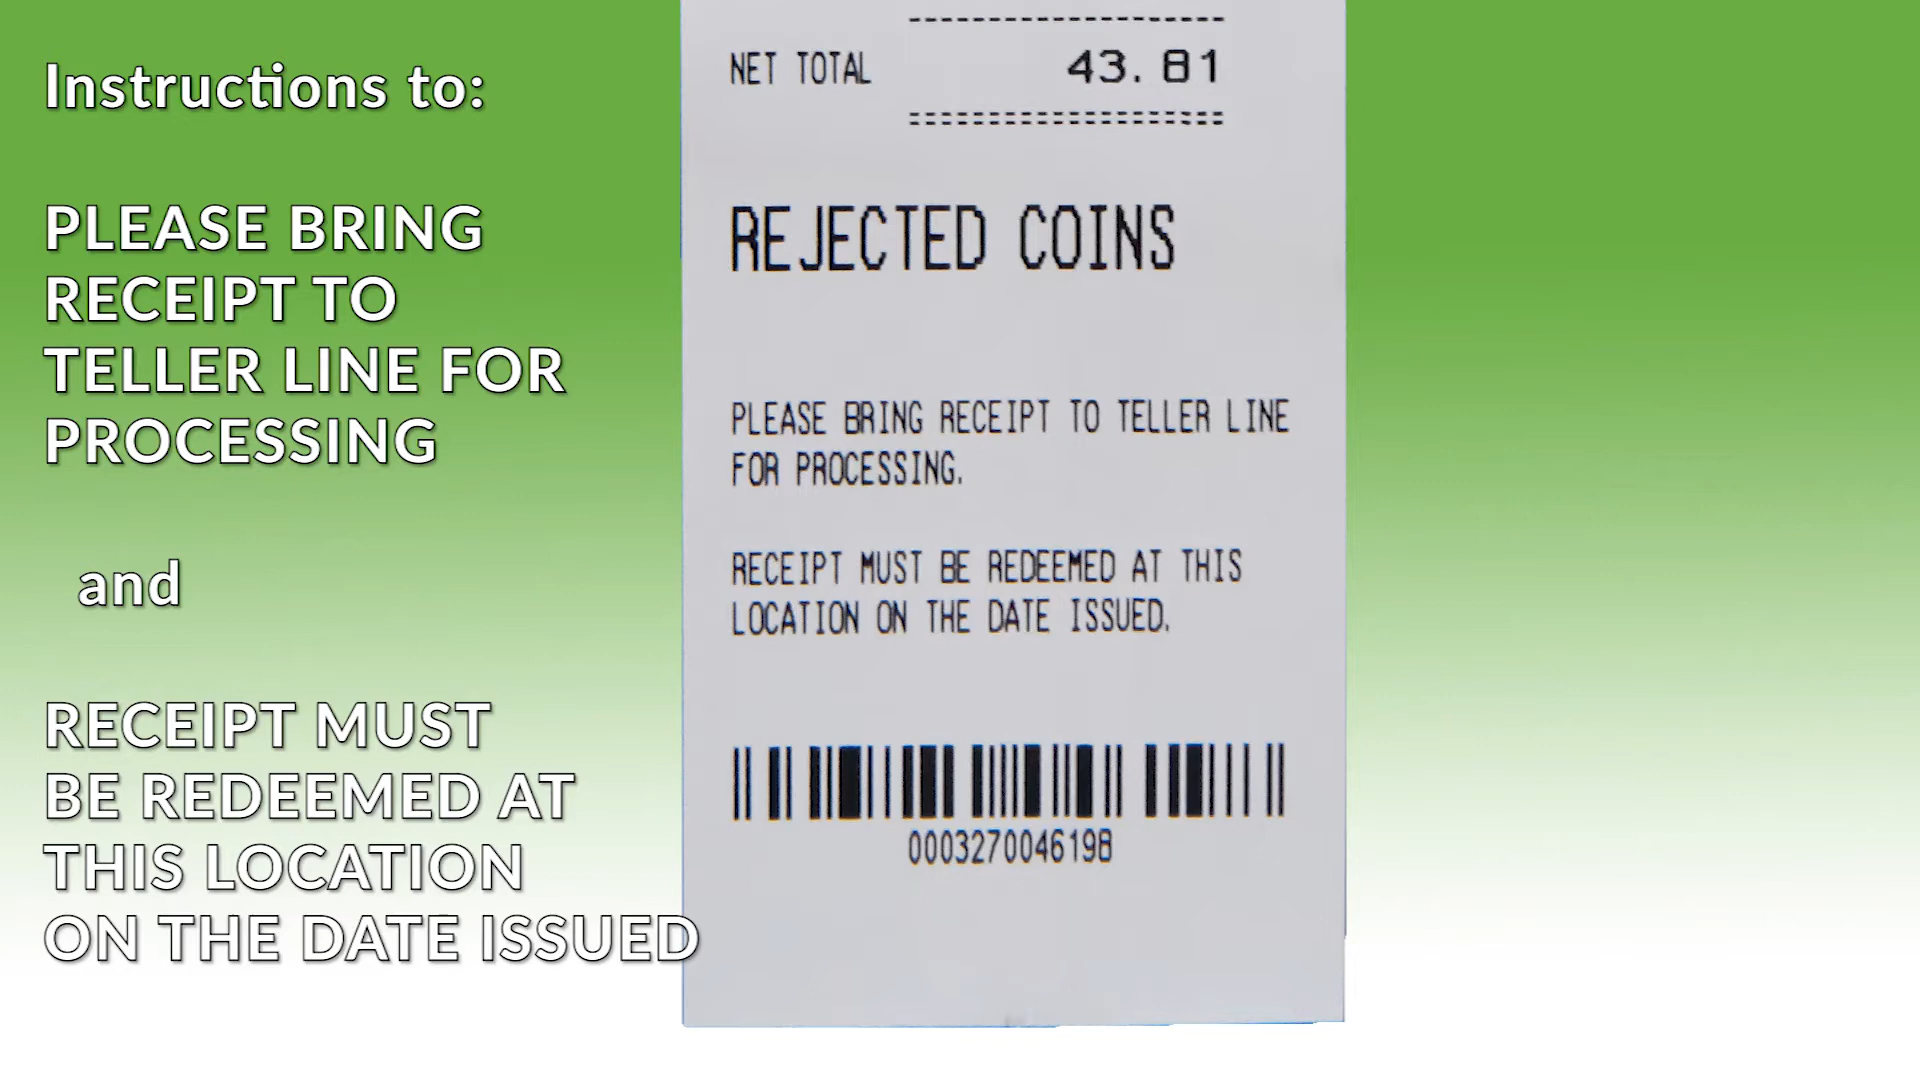 Instructions to:
PLEASE BRING
RECEIPT TO
TELLER LINE FOR
PROCESSING
and
RECEIPT MUST
BE REDEEMED AT
THIS LOCATION
ON THE DATE ISSUED
NET TOTAL 43.81
REJECTED COINS
PLEASE BRING RECEIPT TO TELLER LINE
FOR PROCESSING.
RECEIPT MUST BE REDEEMED AT THIS
LOCATION ON THE DATE ISSUED.
0003270046198